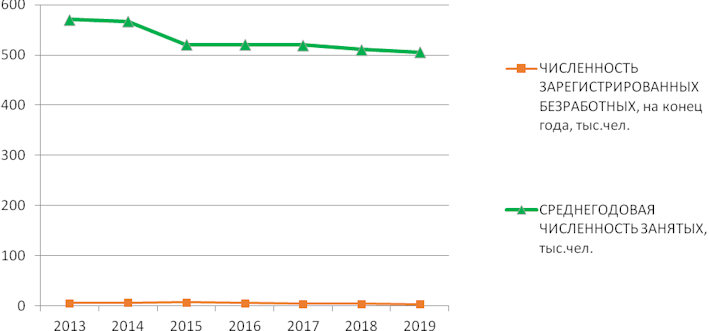 600
500
400
300
200
100
0
2013 2014 2015 2016 2017 2018 2019
ЧИСЛЕННОСТЬ
ЗАРЕГИСТРИРОВАННЫХ
БЕЗРАБОТНЫХ, на конец
года, тыс.чел.
СРЕДНЕГОДОВАЯ
ЧИСЛЕННОСТЬ ЗАНЯТЫХ,
тыс.чел.